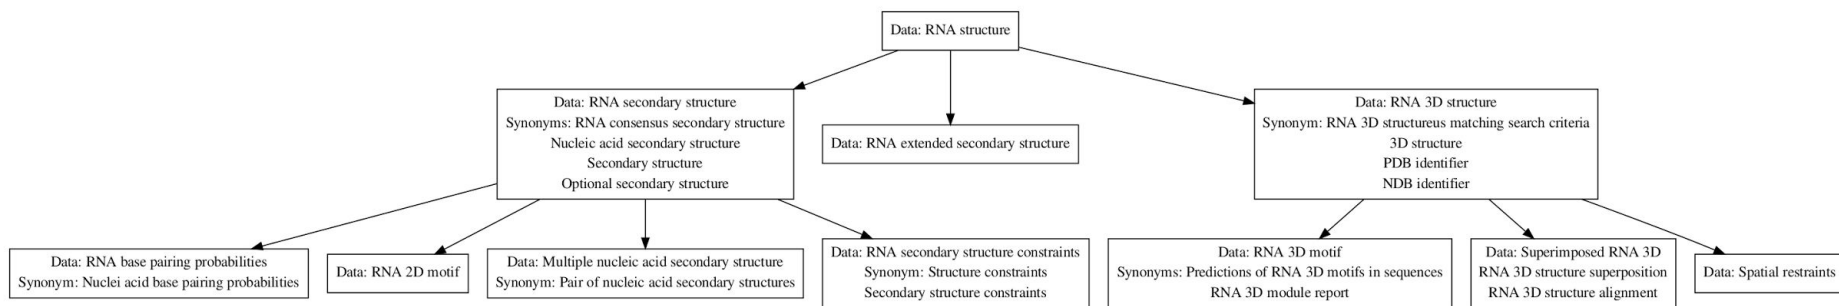 Data: RNA structure
Data: RNA secondary structure
Synonyms: RNA consensus secondary structure
Nucleic acid secondary structure
Secondary structure
Optional secondary structure
Data: RNA extended secondary structure
Data: RNA 3D structure
Synonym: RNA 3D structureus matching search criteria
3D structure
PDB identifier
NDB identifier
Data: RNA base pairing probabilities
Synonym: Nuclei acid base pairing probabilities
Data: RNA 2D motif
Data: Multiple nucleic acid secondary structure
Synonym: Pair of nucleic acid secondary structures
Data: RNA secondary structure constraints
Synonym: Structure constraints
Secondary structure constraints
Data: RNA 3D motif
Synonyms: Predictions of RNA 3D motifs in sequences
RNA 3D module report
Data: Superimposed RNA 3D
RNA 3D structure superposition
RNA 3D structure alignment
Data: Spatial restraints